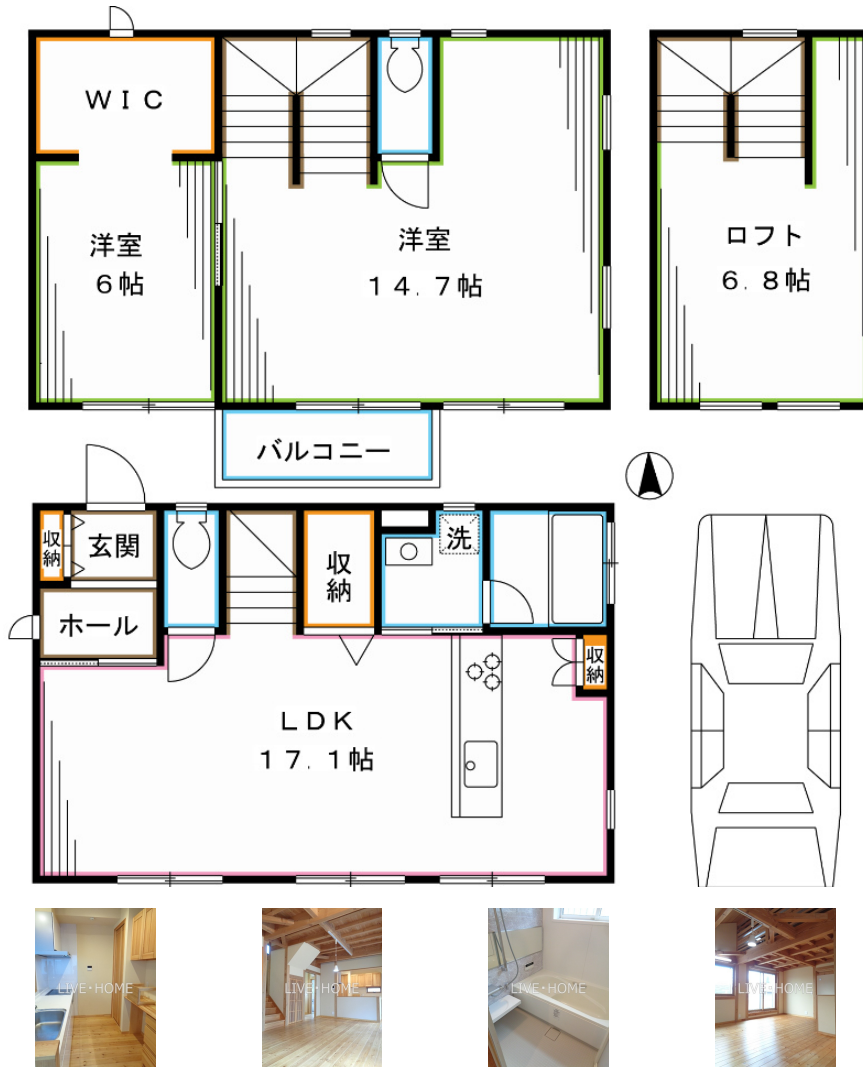 ＷＩＣ
洋室
６帖
洋室
１４．７帖
ロフト
６．８帖
バルコニー
収納
玄関
ホール
収納
洗
収納
ＬＤＫ
１７．１帖
LIVE・HOME
LIVE・HOME
LIVE・HOME
LIVE・HOME